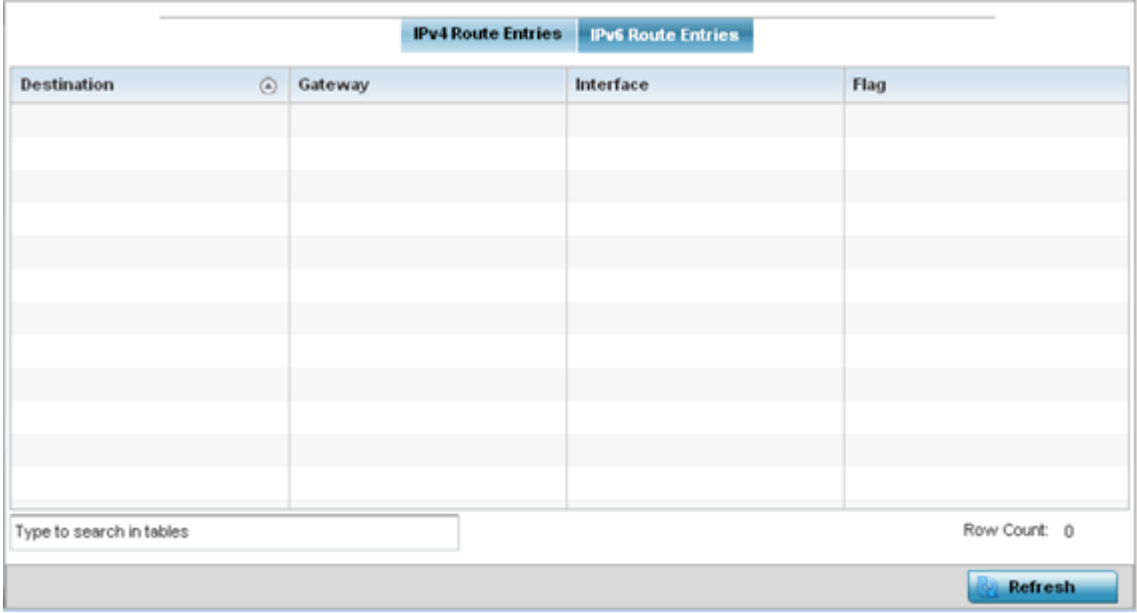 IPv4 Route Entries IPv6 Route Entries
Destination Gateway Interface Flag
Type to search in tables Row Count: 0
Refresh